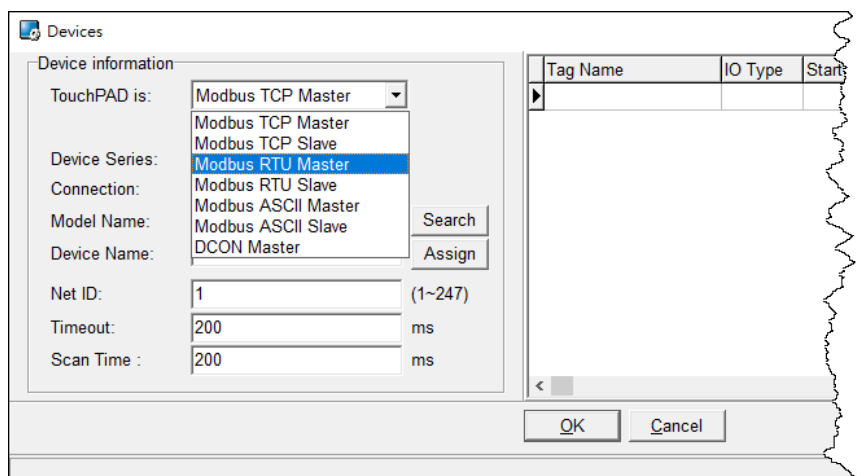 Devices
Device information
TouchPAD is: Modbus TCP Master
Modbus TCP Master
Modbus TCP Slave
Device Series: Modbus RTU Master
Connection: Modbus RTU Slave
Modbus ASCII Master
Model Name: Modbus ASCII Slave Search
Device Name: DCON Master Assign
Net ID: 1 (1~247)
Timeout: 200 ms
Scan Time : 200 ms
Tag Name IO Type Start
OK Cancel